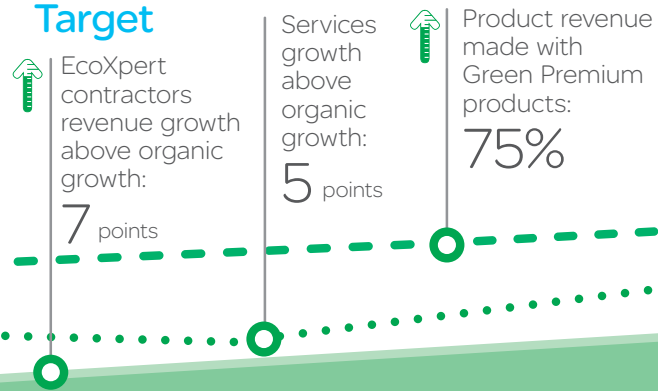 Target
EcoXpert
contractors
revenue growth
above organic
growth:
7 points
Services
growth
above
organic
growth:
5 points
Product revenue
made with
Green Premium
products:
75%